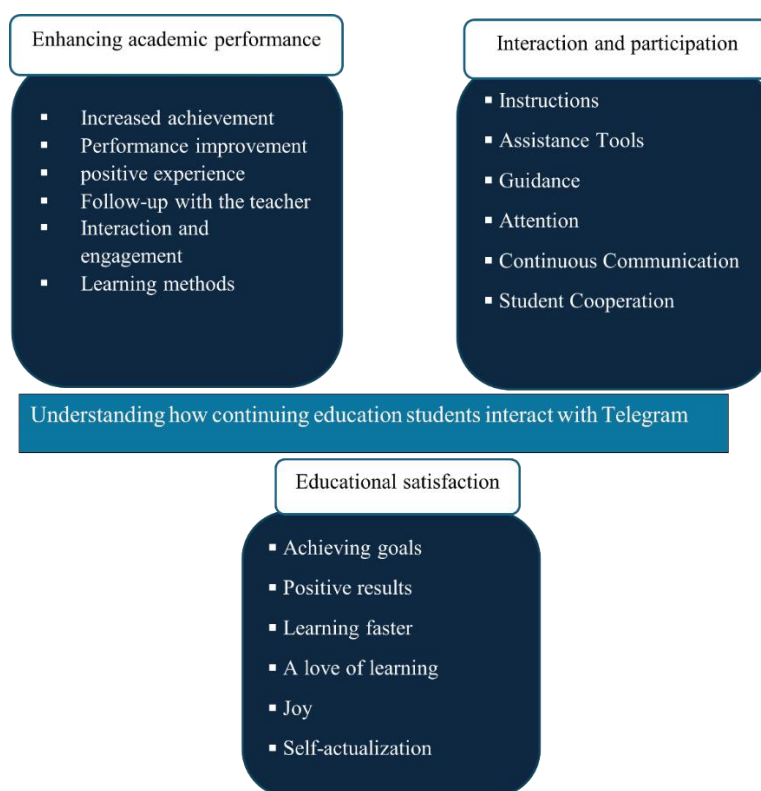 Enhancing academic performance
▪ Increased achievement
▪ Performance improvement
▪ positive experience
▪ Follow-up with the teacher
▪ Interaction and
engagement
▪ Learning methods
Interaction and participation
▪ Instructions
▪ Assistance Tools
▪ Guidance
▪ Attention
▪ Continuous Communication
▪ Student Cooperation
Understanding how continuing education students interact with Telegram
Educational satisfaction
▪ Achieving goals
▪ Positive results
▪ Learning faster
▪ A love of learning
▪ Joy
▪ Self-actualization